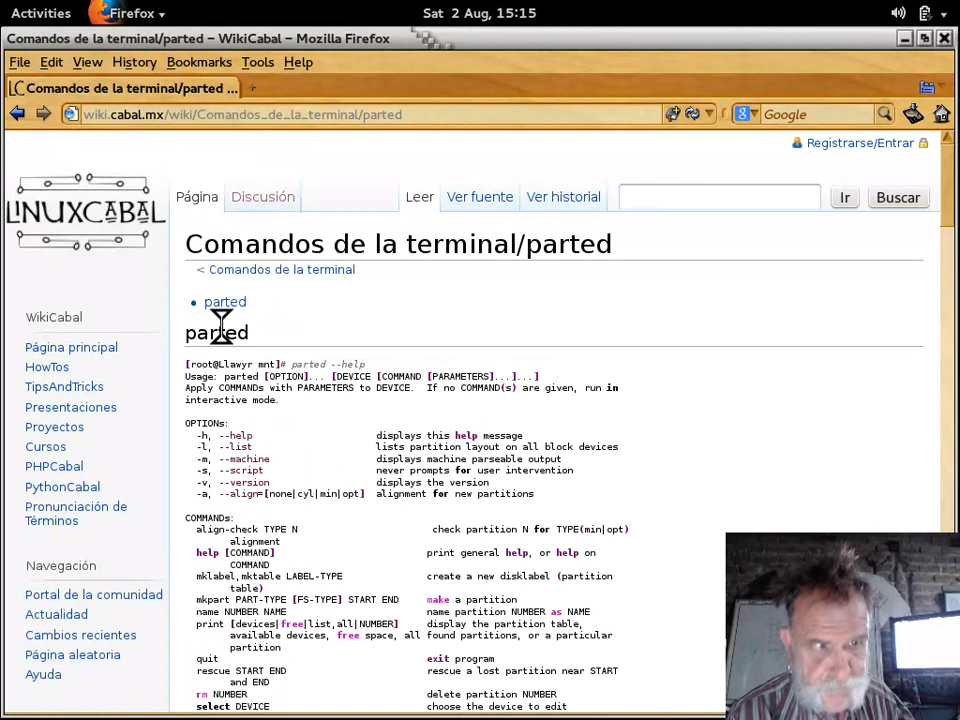 Activities Firefox Sat 2 Aug, 15:15
Comandos de la terminal/parted – WikiCabal – Mozilla Firefox
File Edit View History Bookmarks Tools Help
Comandos de la terminal/parted ...
wiki.cabal.mx/wiki/Comandos_de_la_terminal/parted Google
Registrarse/Entrar
LINUXCABAL
Página Discusión Leer Ver fuente Ver historial Ir Buscar
Comandos de la terminal/parted
< Comandos de la terminal
parted
parted
[root@Llawyr mnt]# parted --help
Usage: parted [OPTION]... [DEVICE [COMMAND [PARAMETERS]...]...]
Apply COMMANDs with PARAMETERS to DEVICE. If no COMMAND(s) are given, run in
interactive mode.
OPTIONs:
-h, --help displays this help message
-l, --list lists partition layout on all block devices
-m, --machine displays machine parseable output
-s, --script never prompts for user intervention
-v, --version displays the version
-a, --align=[none|cyl|min|opt] alignment for new partitions
COMMANDs:
align-check TYPE N check partition N for TYPE(min|opt)
alignment
help [COMMAND] print general help, or help on
COMMAND
mklabel,mktable LABEL-TYPE create a new disklabel (partition
table)
mkpart PART-TYPE [FS-TYPE] START END make a partition
name NUMBER NAME name partition NUMBER as NAME
print [devices|free|list,all|NUMBER] display the partition table,
available devices, free space, all found partitions, or a particular
partition
quit exit program
rescue START END rescue a lost partition near START
and END
rm NUMBER delete partition NUMBER
select DEVICE choose the device to edit
WikiCabal
Página principal
HowTos
TipsAndTricks
Presentaciones
Proyectos
Cursos
PHPCabal
PythonCabal
Pronunciación de
Términos
Navegación
Portal de la comunidad
Actualidad
Cambios recientes
Página aleatoria
Ayuda